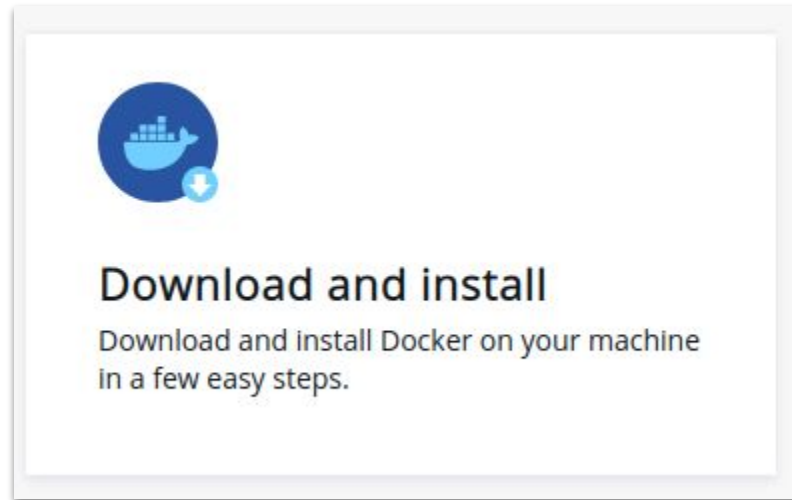 Download and install
Download and install Docker on your machine
in a few easy steps.